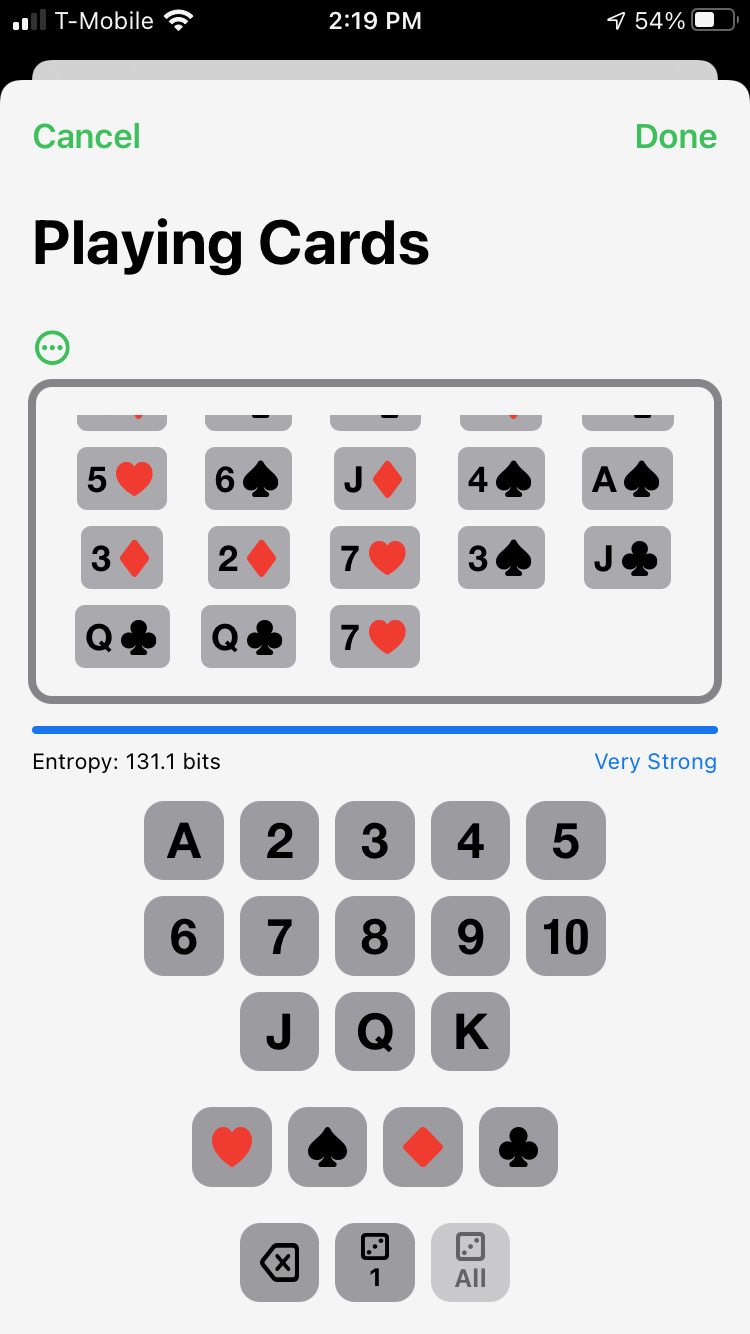 T-Mobile 2:19 PM 54%
Cancel Done
Playing Cards
5♥ 6♠ J♦ 4♠ A♠
3♦ 2♦ 7♥ 3♠ J♣
Q♣ Q♣ 7♥
Entropy: 131.1 bits Very Strong
A 2 3 4 5
6 7 8 9 10
J Q K
♥ ♠ ♦ ♣
1 All